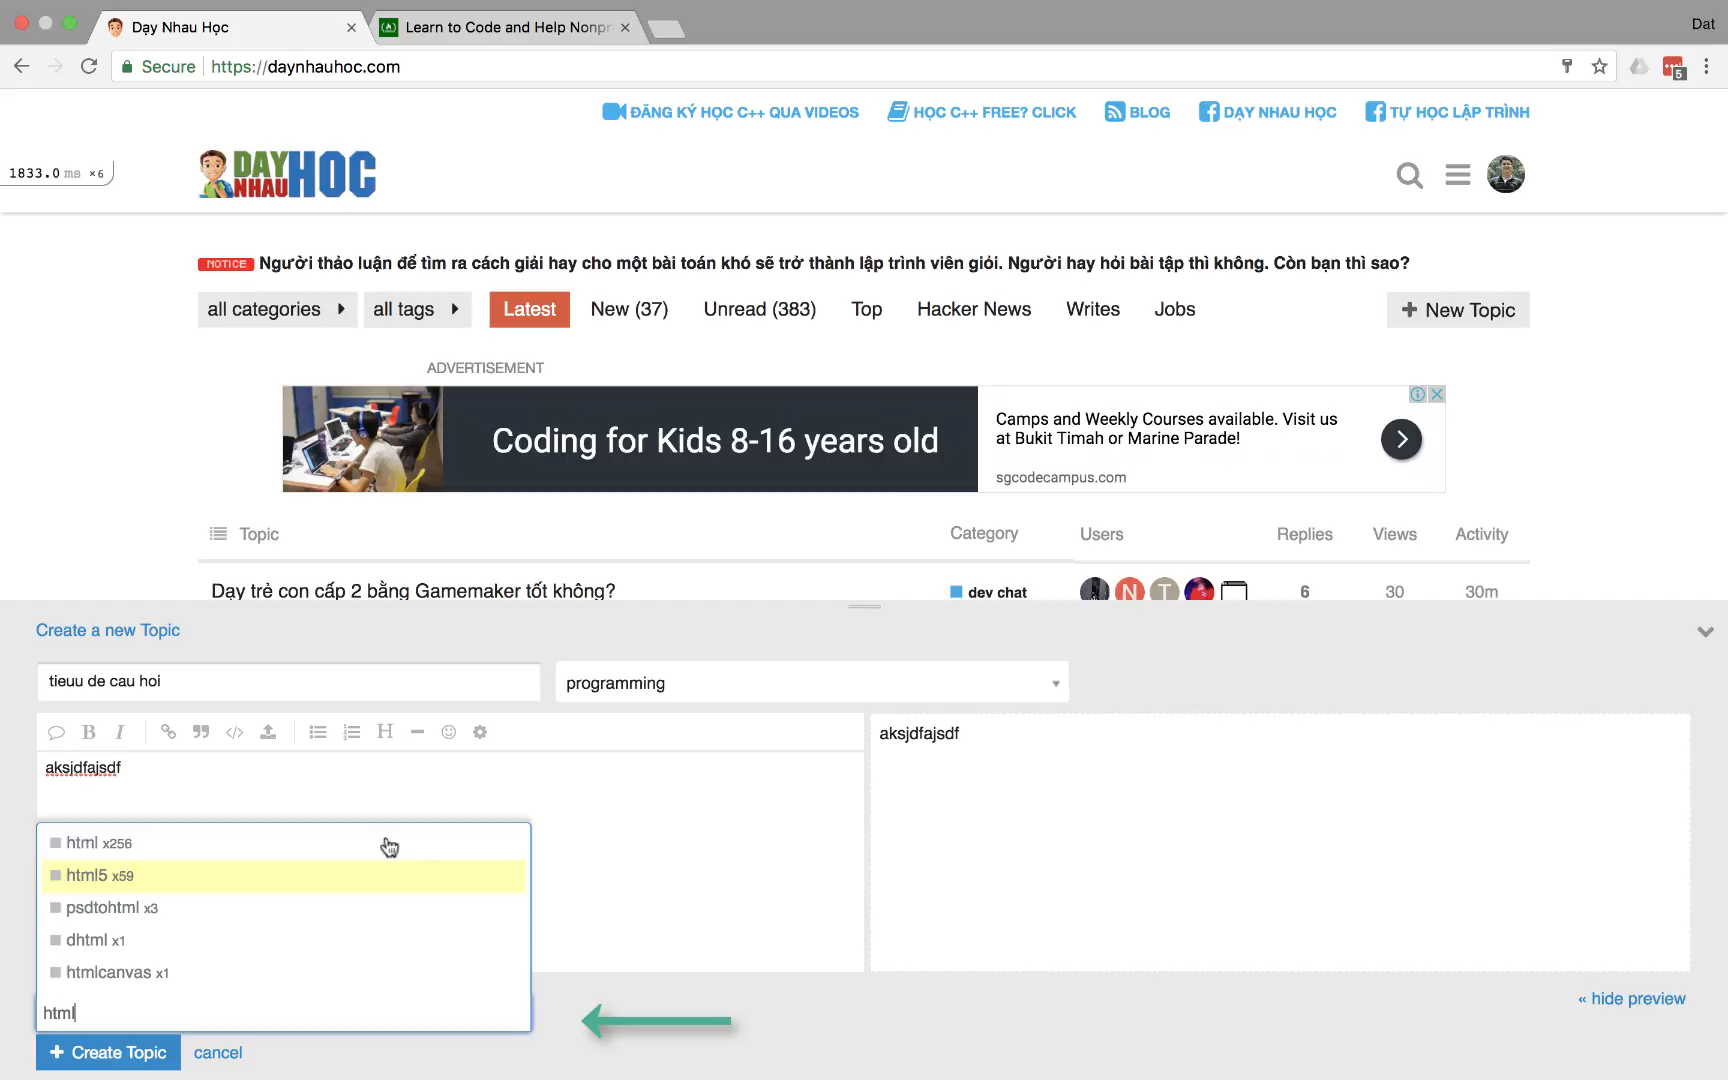 Dạy Nhau Học
Learn to Code and Help Nonpr
Dat
Secure
https://daynhauhoc.com
5
ĐĂNG KÝ HỌC C++ QUA VIDEOS
HỌC C++ FREE? CLICK
BLOG
DẠY NHAU HỌC
TỰ HỌC LẬP TRÌNH
1833.0 ms ×6
DAY NHAU HOC
NOTICE Người thảo luận để tìm ra cách giải hay cho một bài toán khó sẽ trở thành lập trình viên giỏi. Người hay hỏi bài tập thì không. Còn bạn thì sao?
all categories
all tags
Latest
New (37)
Unread (383)
Top
Hacker News
Writes
Jobs
+ New Topic
ADVERTISEMENT
Coding for Kids 8-16 years old
Camps and Weekly Courses available. Visit us
at Bukit Timah or Marine Parade!
sgcodecampus.com
Topic
Category
Users
Replies
Views
Activity
Dạy trẻ con cấp 2 bằng Gamemaker tốt không?
dev chat
N
T
6
30
30m
Create a new Topic
tieuu de cau hoi
programming
B
I
H
aksjdfajsdf
aksjdfajsdf
html x256
html5 x59
psdtohtml x3
dhtml x1
htmlcanvas x1
html
« hide preview
+ Create Topic
cancel